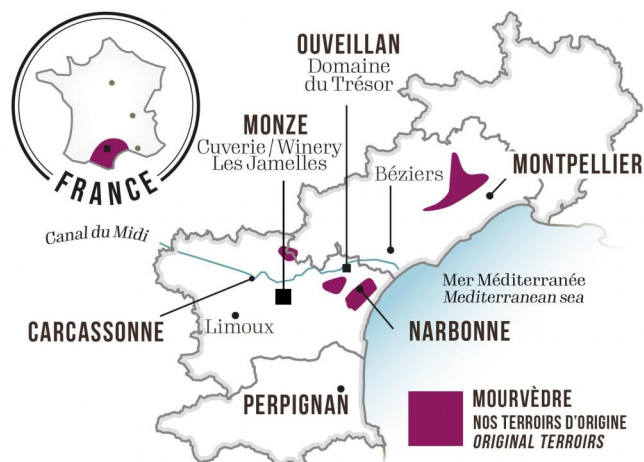 FRANCE
OUVEILLAN
Domaine
du Trésor
MONZE
Cuverie / Winery
Les Jamelles
Béziers
MONTPELLIER
Canal du Midi
Mer Méditerranée
Mediterranean sea
CARCASSONNE
Limoux
NARBONNE
PERPIGNAN
MOURVÈDRE
NOS TERROIRS D'ORIGINE
ORIGINAL TERROIRS